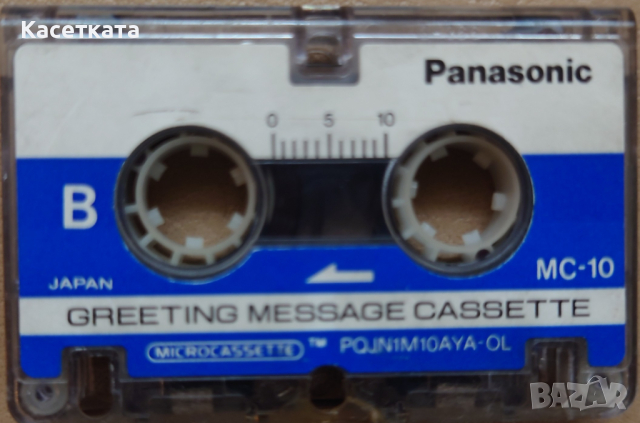 Касетката
Panasonic
0 5 10
B
JAPAN
MC-10
GREETING MESSAGE CASSETTE
MICROCASSETTE ™ PQJN1M10AYA-OL
BAZAR